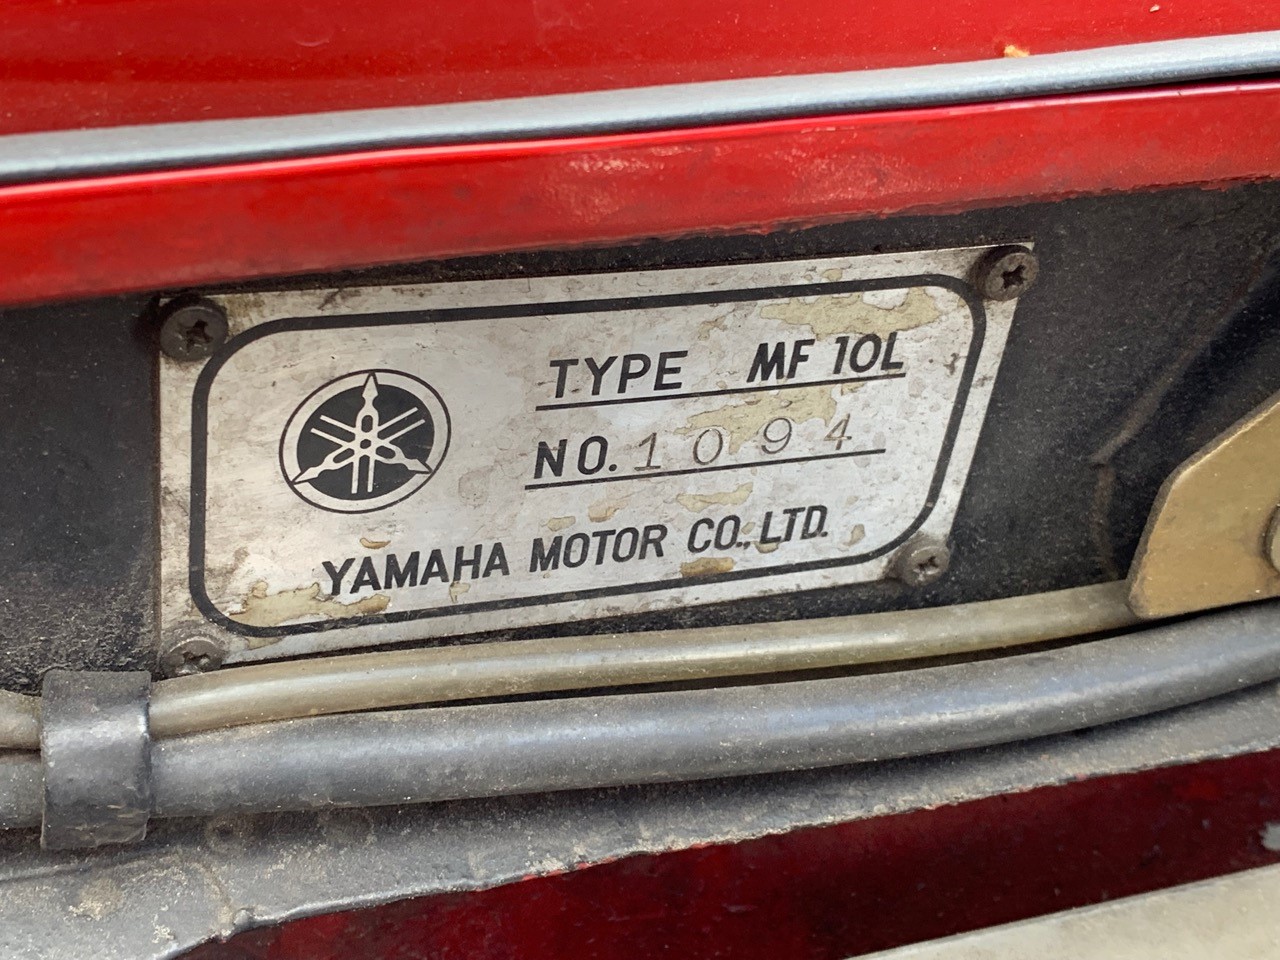 TYPE MF 10L
NO. 1094
YAMAHA MOTOR CO., LTD.